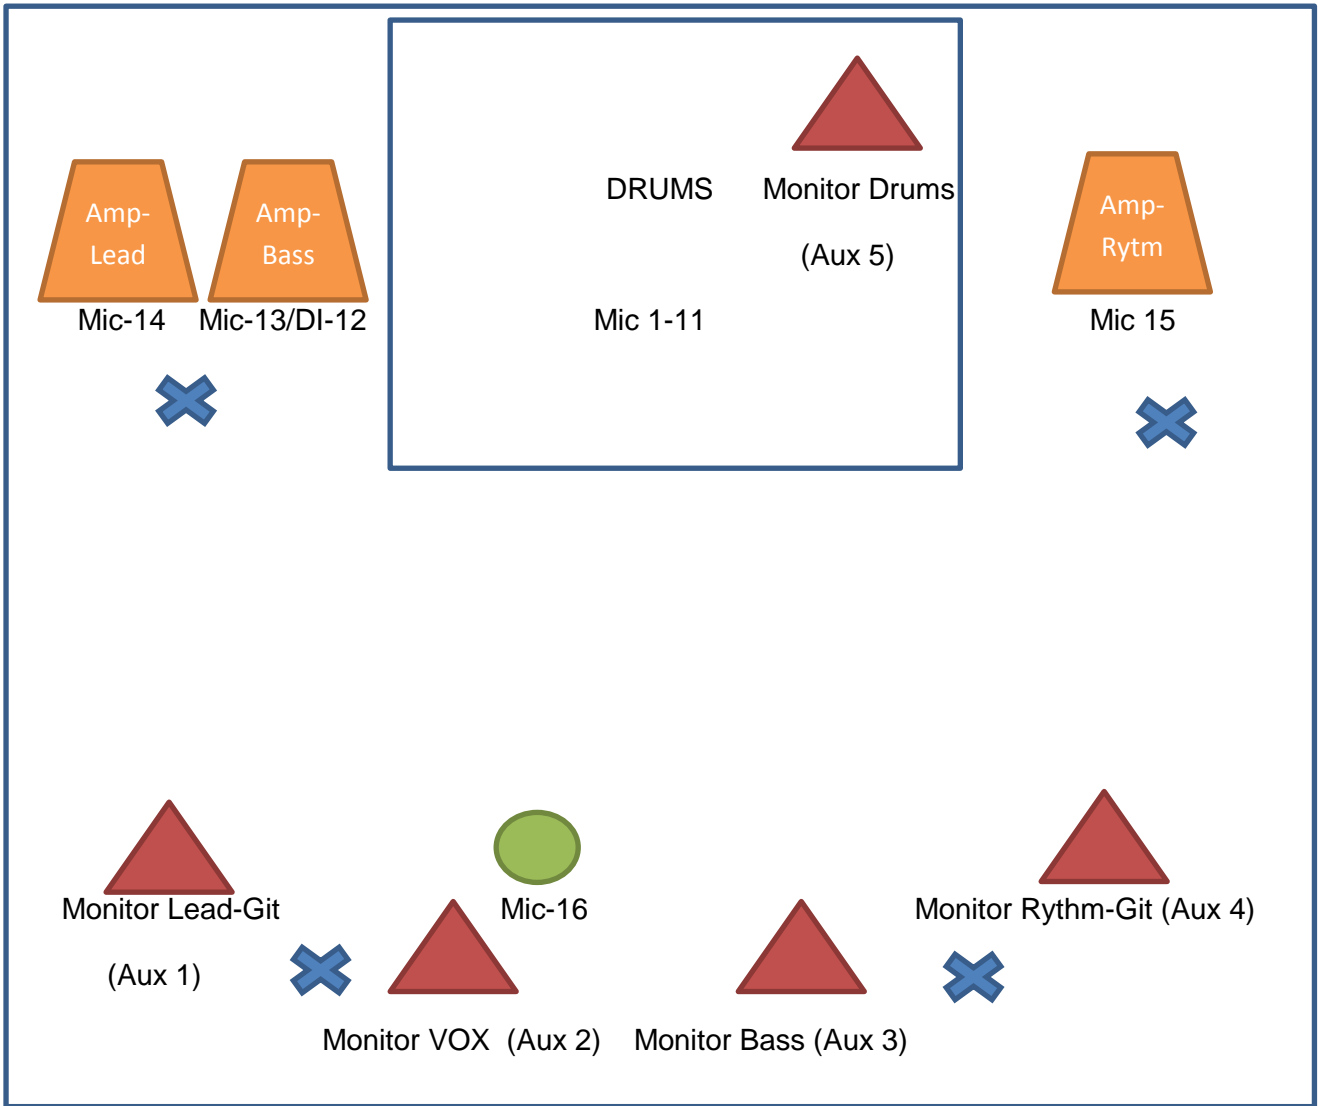 DRUMS
Monitor Drums
(Aux 5)
Amp-
Lead
Amp-
Bass
Amp-
Rytm
Mic-14
Mic-13/DI-12
Mic 1-11
Mic 15
Monitor Lead-Git
(Aux 1)
Mic-16
Monitor Rythm-Git (Aux 4)
Monitor VOX  (Aux 2)
Monitor Bass (Aux 3)